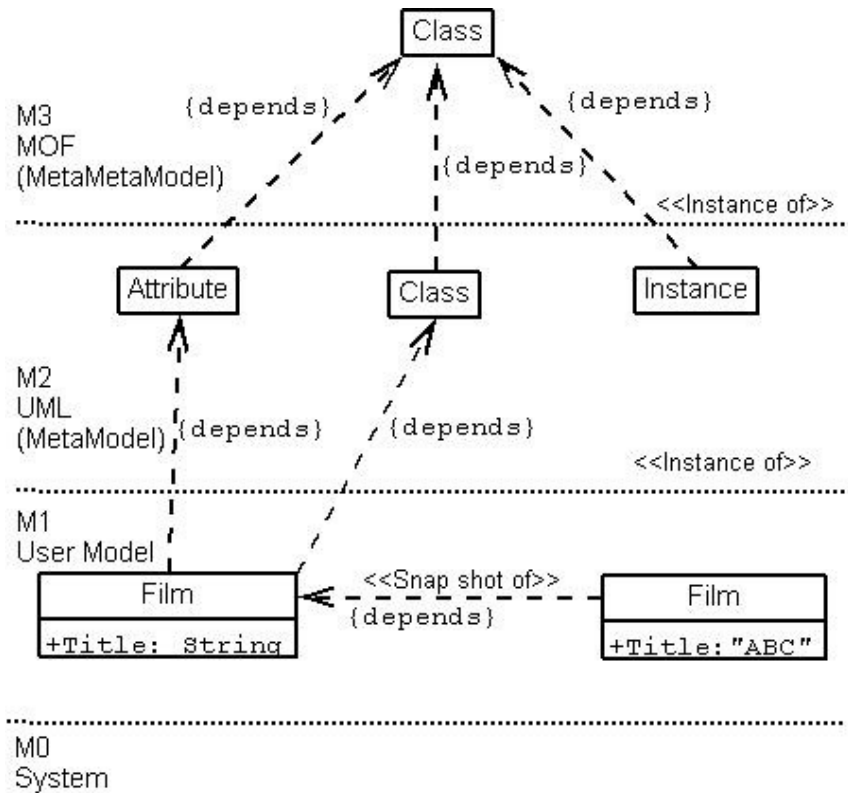 Class
{depends}
{depends}
M3
MOF
(MetaMetaModel)
{depends}
<<Instance of>>
Attribute
Class
Instance
M2
UML
(MetaModel)
{depends}
{depends}
<<Instance of>>
M1
User Model
<<Snap shot of>>
Film
{depends}
Film
+Title: String
+Title:"ABC"
M0
System